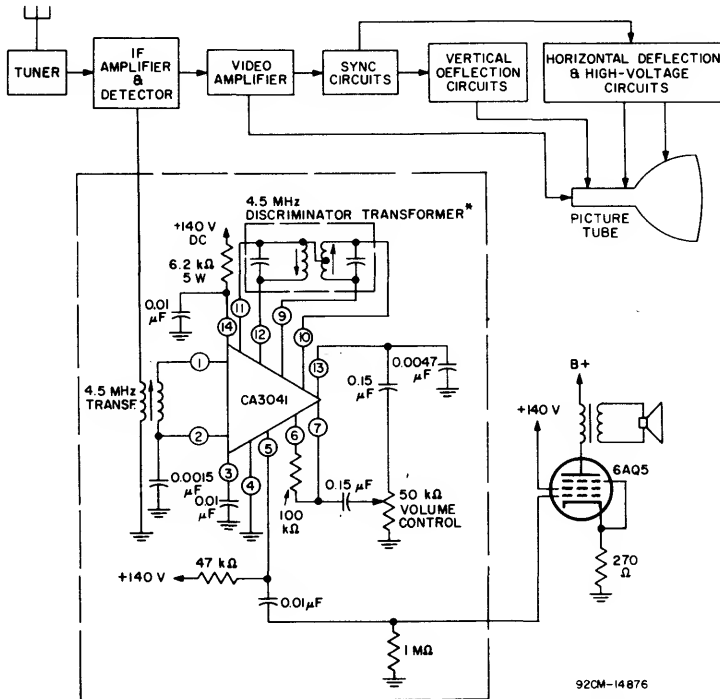 TUNER
IF
AMPLIFIER
&
DETECTOR
VIDEO
AMPLIFIER
SYNC
CIRCUITS
VERTICAL
DEFLECTION
CIRCUITS
HORIZONTAL DEFLECTION
& HIGH-VOLTAGE
CIRCUITS
PICTURE
TUBE
4.5 MHz
DISCRIMINATOR TRANSFORMER*
+140 V
DC
6.2 kΩ
5 W
0.01
µF
14
11
12
9
10
13
1
4.5 MHz
TRANSF.
2
CA3041
0.15
µF
0.0047
µF
3
4
5
6
7
0.0015
µF
0.01
µF
100
kΩ
0.15 µF
50 kΩ
VOLUME
CONTROL
47 kΩ
+140 V
0.01µF
1 MΩ
B+
+140 V
6AQ5
270
Ω
92CM-14876